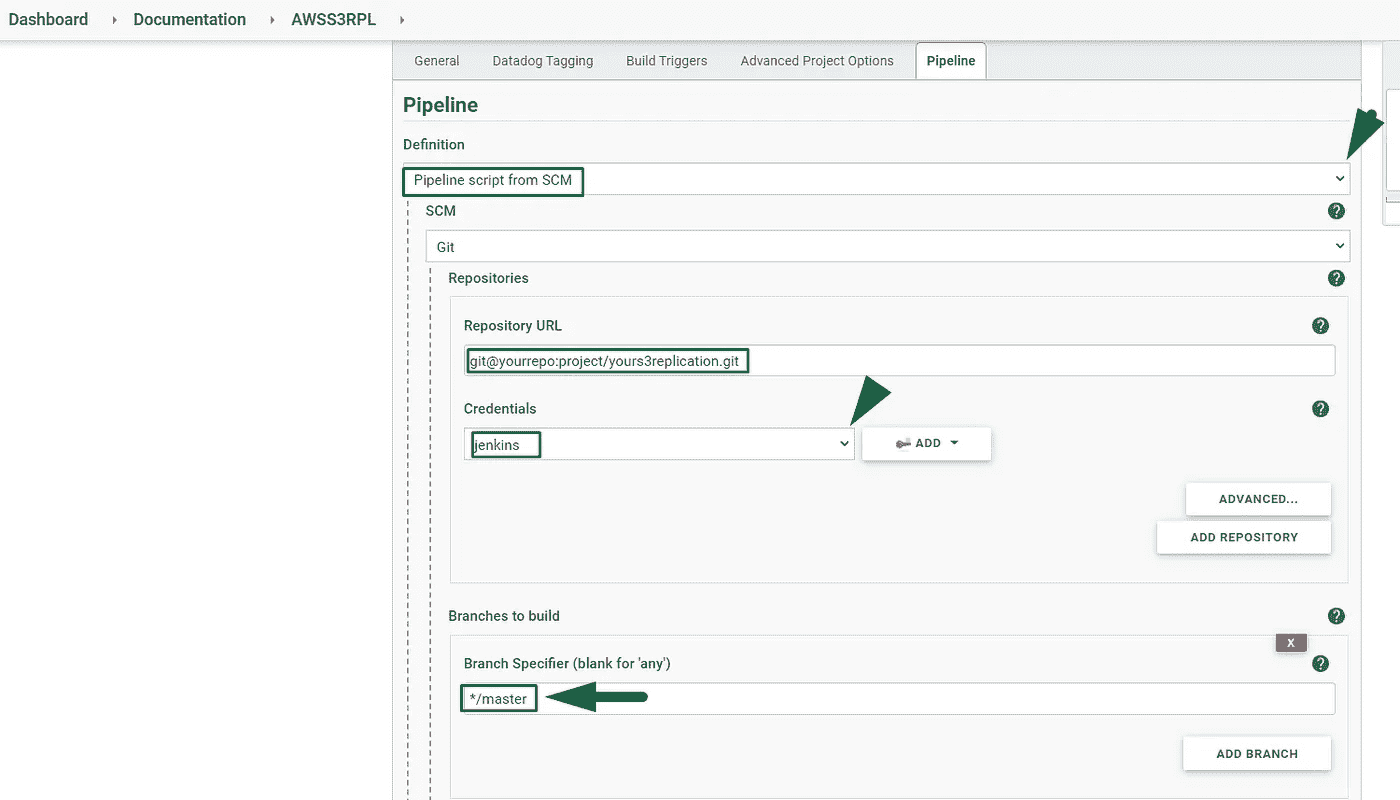 Dashboard Documentation AWSS3RPL
General Datadog Tagging Build Triggers Advanced Project Options Pipeline
Pipeline
Definition
Pipeline script from SCM
SCM
?
Git
Repositories
?
Repository URL
?
git@yourrepo:project/yours3replication.git
Credentials
?
jenkins
ADD
ADVANCED...
ADD REPOSITORY
Branches to build
?
X
Branch Specifier (blank for 'any')
?
*/master
ADD BRANCH